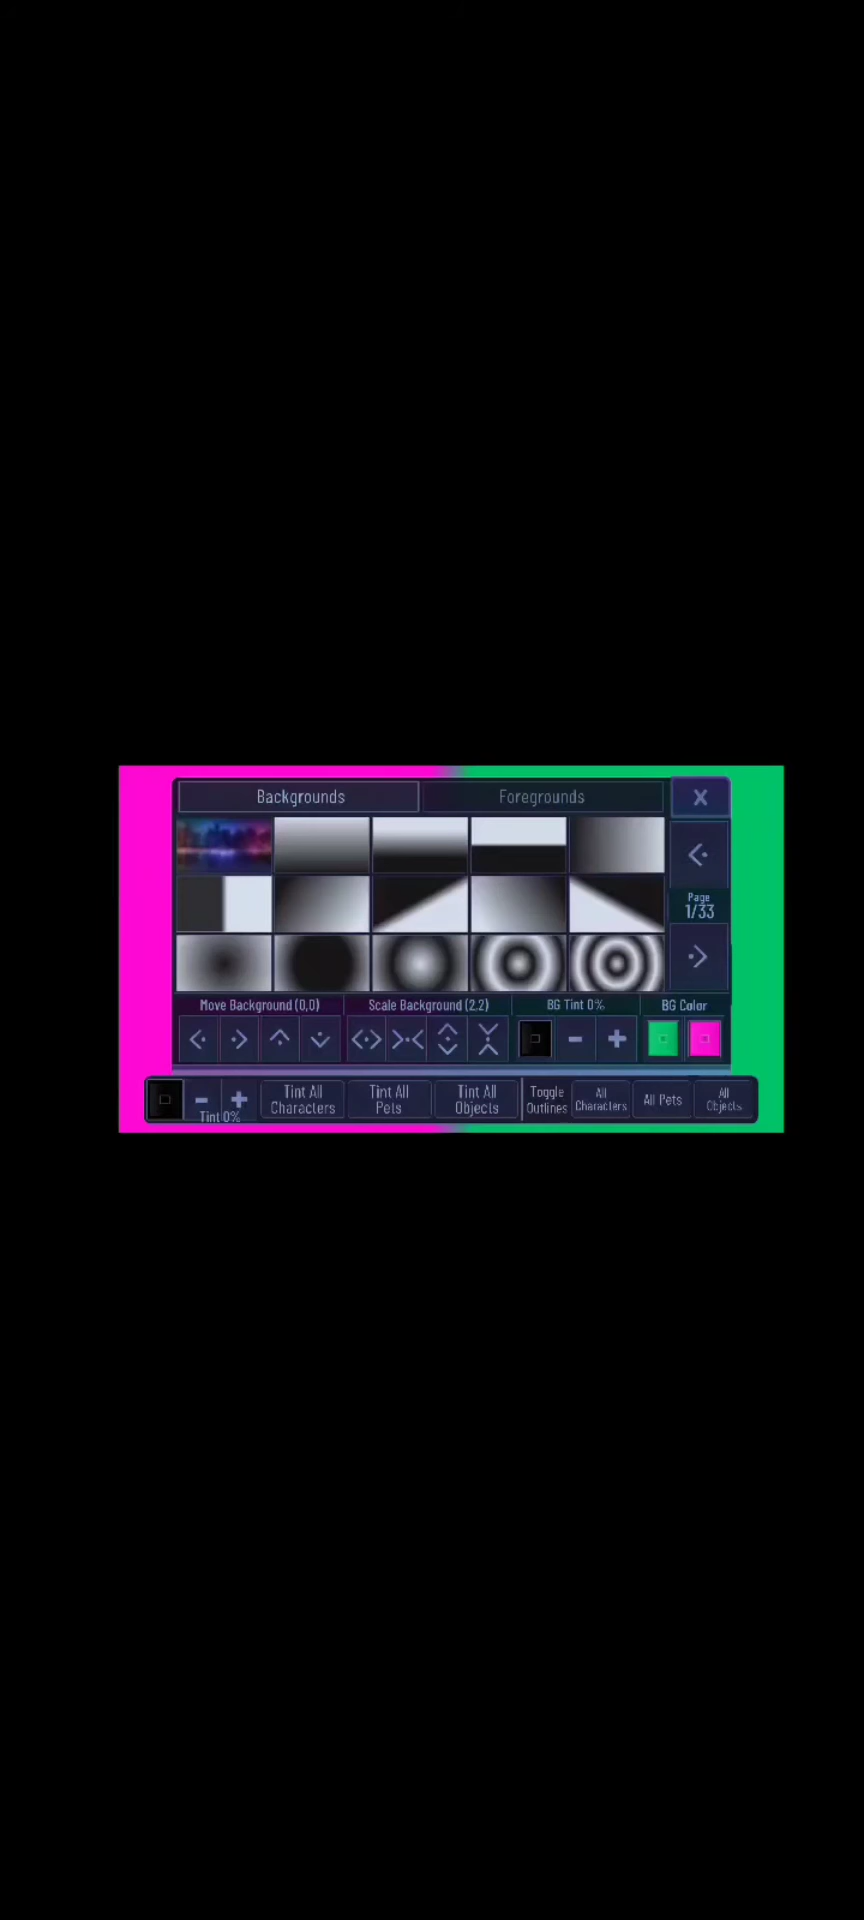 Backgrounds
Foregrounds
X
Page
1/33
Move Background (0,0)
Scale Background (2,2)
BG Tint 0%
BG Color
Tint 0%
Tint All
Characters
Tint All
Pets
Tint All
Objects
Toggle
Outlines
All
Characters
All Pets
All
Objects